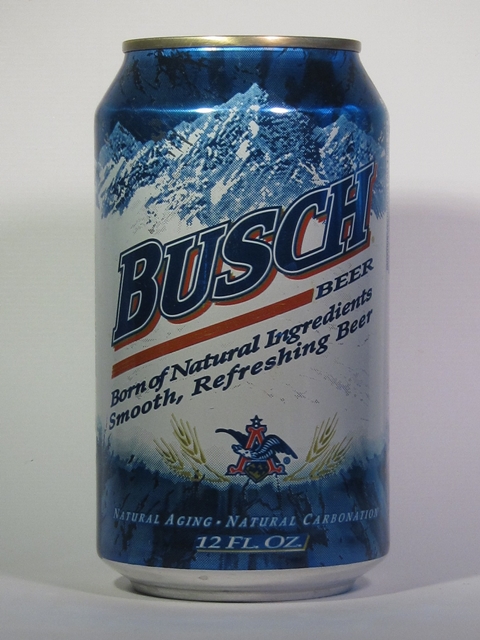 BUSCH
BEER
Born of Natural Ingredients
Smooth, Refreshing Beer
A
NATURAL AGING • NATURAL CARBONATION
12 FL. OZ.